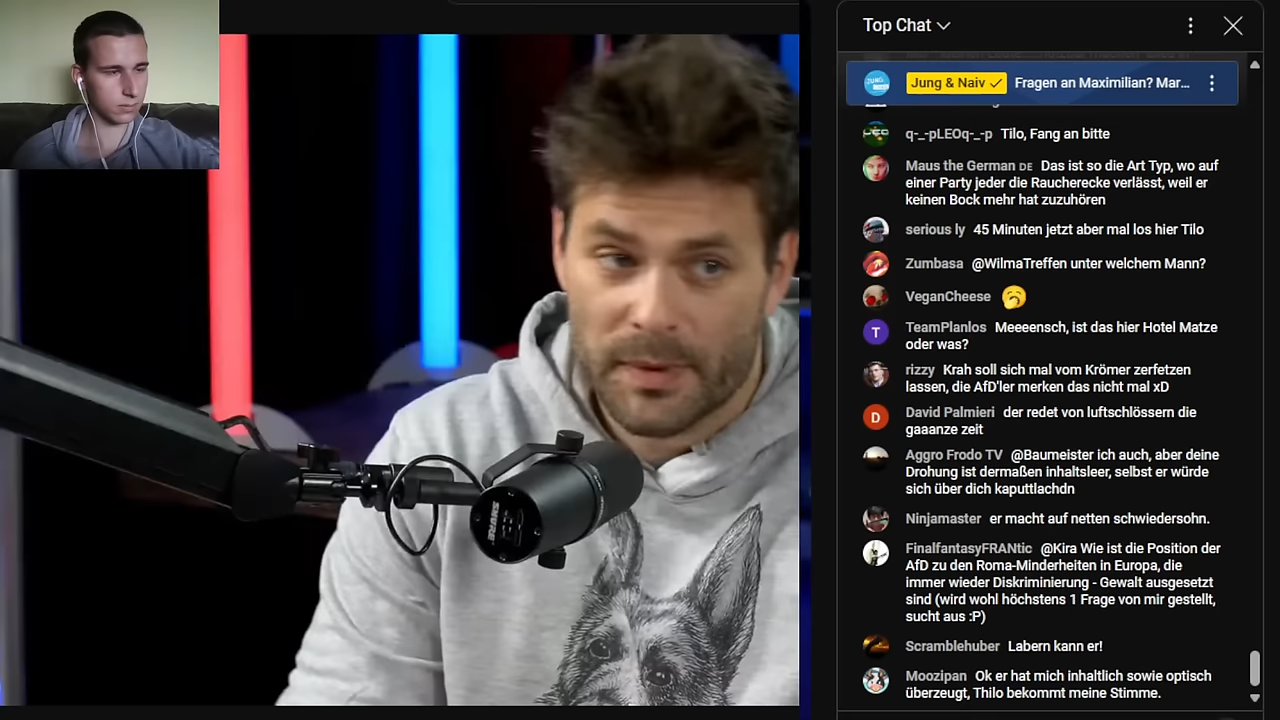 Top Chat
Jung & Naiv Fragen an Maximilian? Mar...
q-_-pLEOq-_-p Tilo, Fang an bitte
Maus the German DE Das ist so die Art Typ, wo auf
einer Party jeder die Raucherecke verlässt, weil er
keinen Bock mehr hat zuzuhören
serious ly 45 Minuten jetzt aber mal los hier Tilo
Zumbasa @WilmaTreffen unter welchem Mann?
VeganCheese
T TeamPlanlos Meeeensch, ist das hier Hotel Matze
oder was?
rizzy Krah soll sich mal vom Krömer zerfetzen
lassen, die AfD'ler merken das nicht mal xD
D David Palmieri der redet von luftschlössern die
gaaanze zeit
Aggro Frodo TV @Baumeister ich auch, aber deine
Drohung ist dermaßen inhaltsleer, selbst er würde
sich über dich kaputtlachdn
Ninjamaster er macht auf netten schwiedersohn.
FinalfantasyFRANtic @Kira Wie ist die Position der
AfD zu den Roma-Minderheiten in Europa, die
immer wieder Diskriminierung - Gewalt ausgesetzt
sind (wird wohl höchstens 1 Frage von mir gestellt,
sucht aus :P)
Scramblehuber Labern kann er!
Moozipan Ok er hat mich inhaltlich sowie optisch
überzeugt, Thilo bekommt meine Stimme.
SHURE